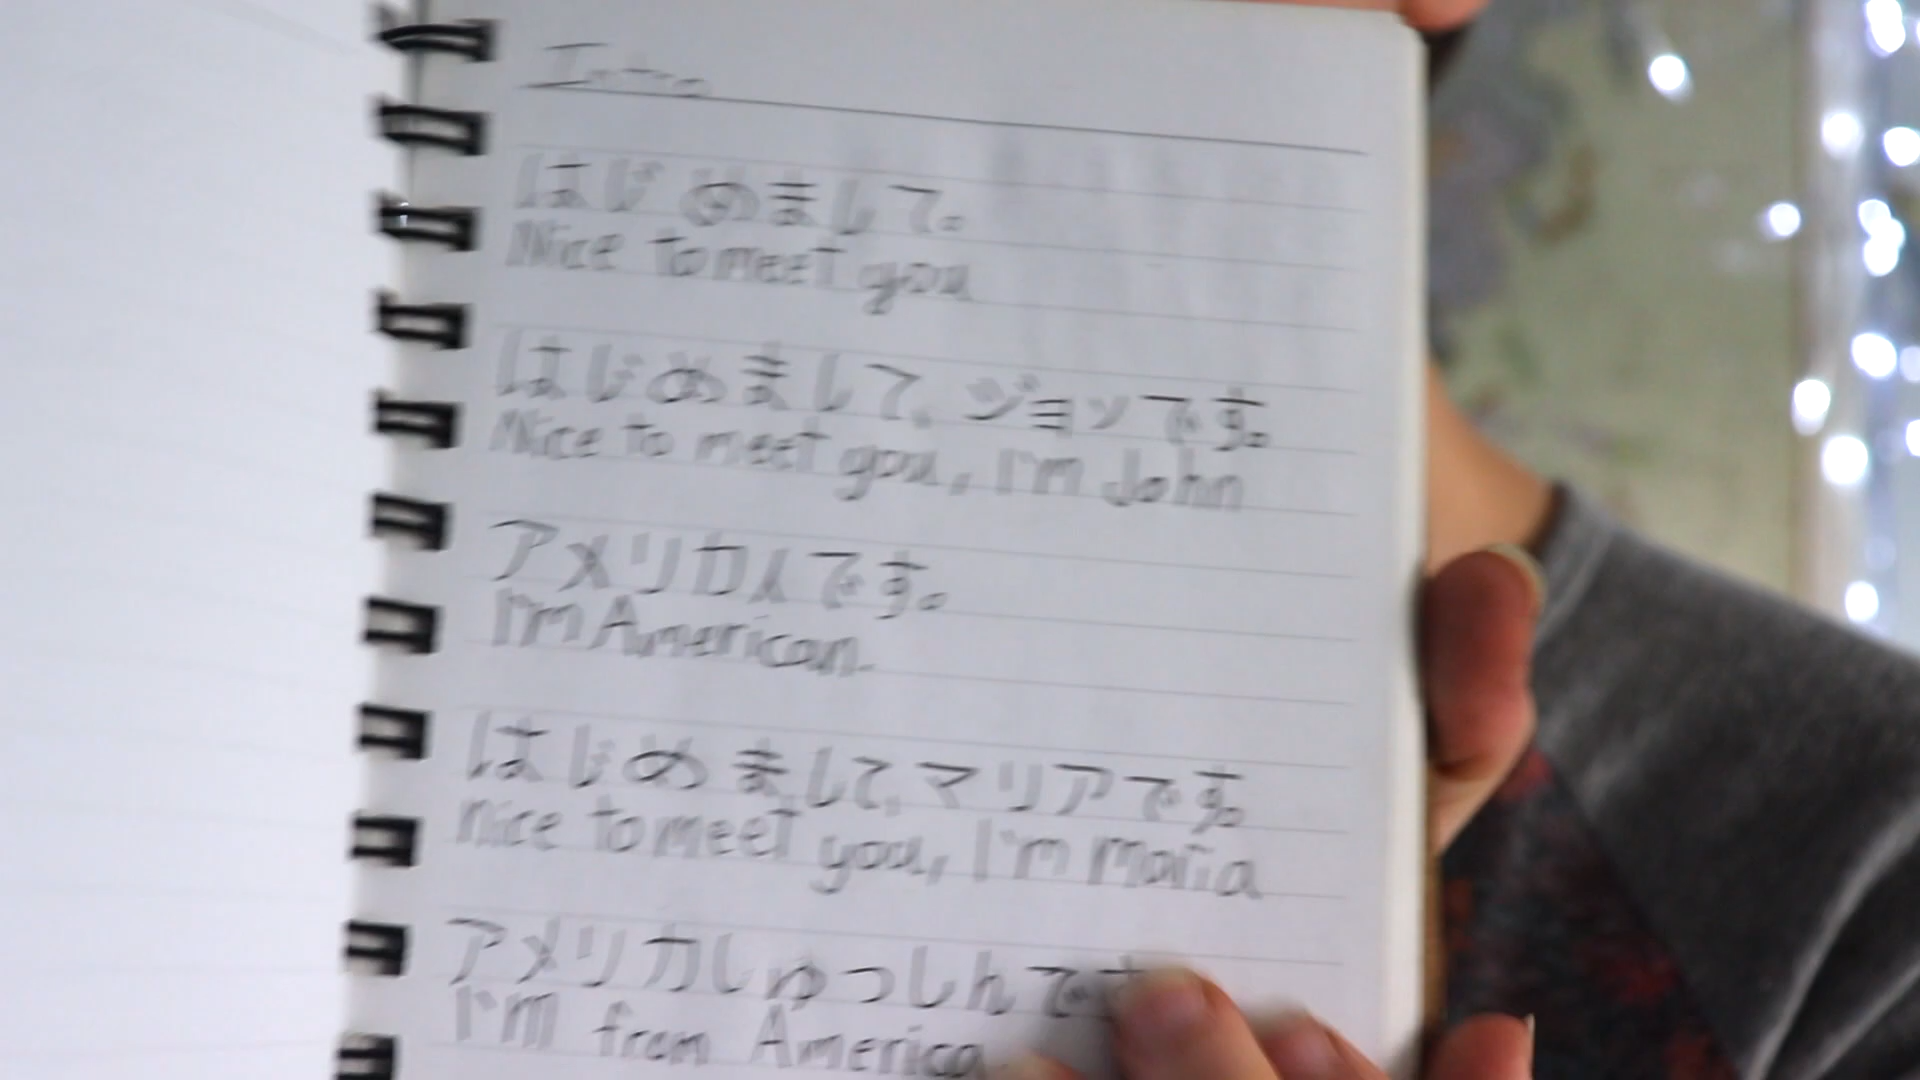 Intro
はじめまして。
Nice to meet you
はじめまして、ジョンです。
Nice to meet you, I'm John
アメリカ人です。
I'm American.
はじめまして、マリアです。
nice to meet you, I'm Maria
アメリカしゅっしんです
I'm from America